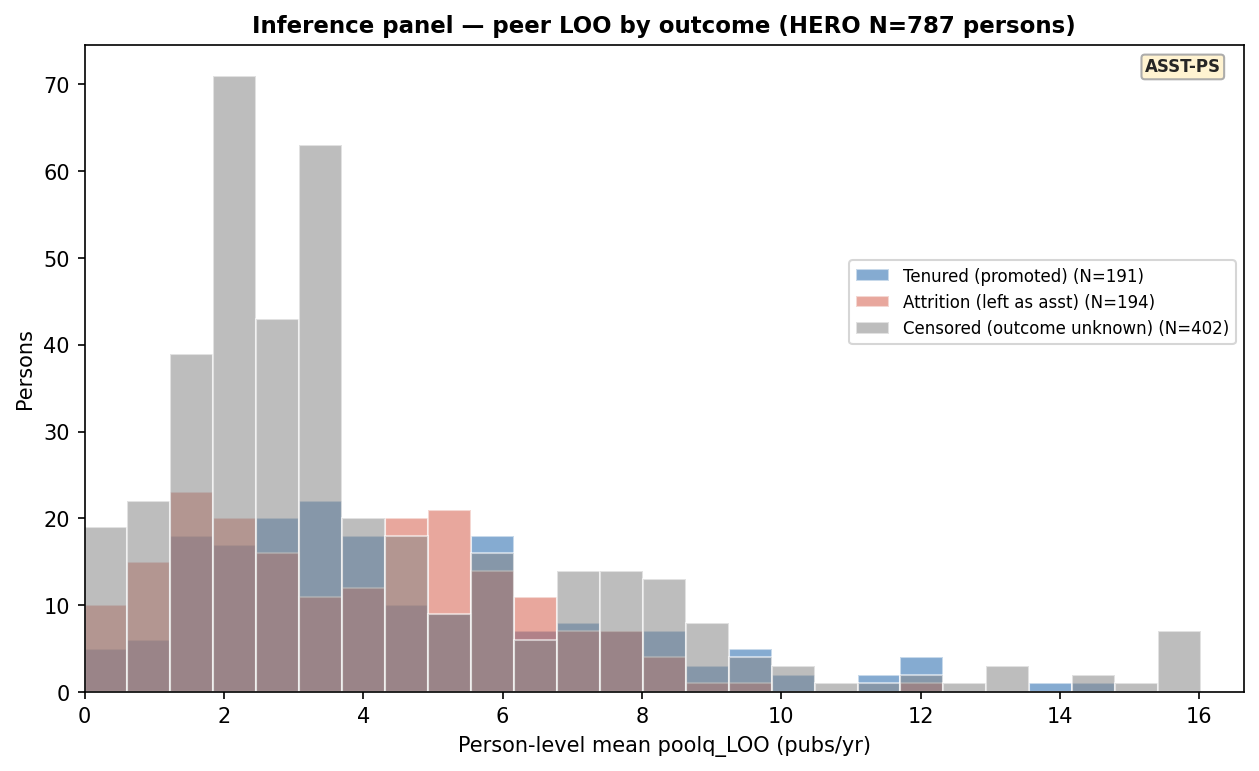 Inference panel — peer LOO by outcome (HERO N=787 persons)
ASST-PS
70
60
50
40
30
20
10
0
Persons
Tenured (promoted) (N=191)
Attrition (left as asst) (N=194)
Censored (outcome unknown) (N=402)
0 2 4 6 8 10 12 14 16
Person-level mean poolq_LOO (pubs/yr)